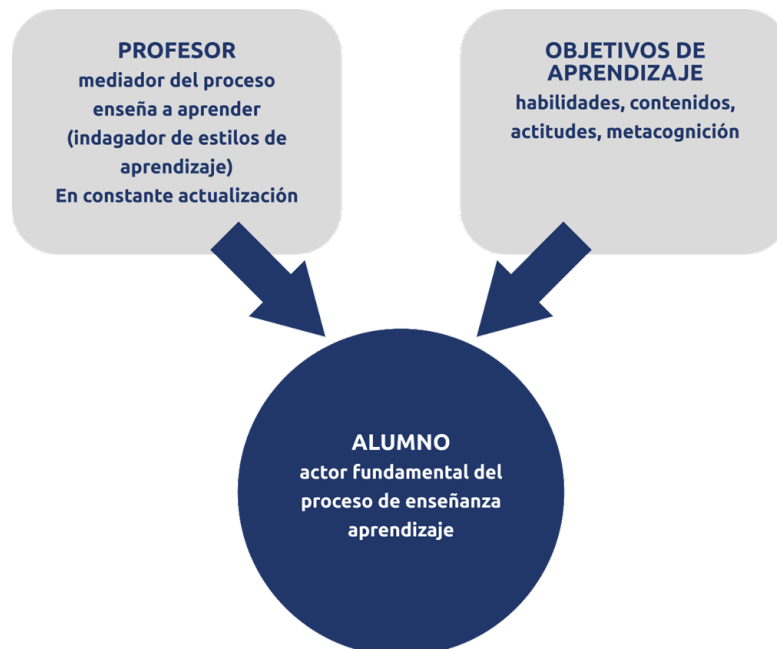 PROFESOR
mediador del proceso
enseña a aprender
(indagador de estilos de
aprendizaje)
En constante actualización
OBJETIVOS DE
APRENDIZAJE
habilidades, contenidos,
actitudes, metacognición
ALUMNO
actor fundamental del
proceso de enseñanza
aprendizaje